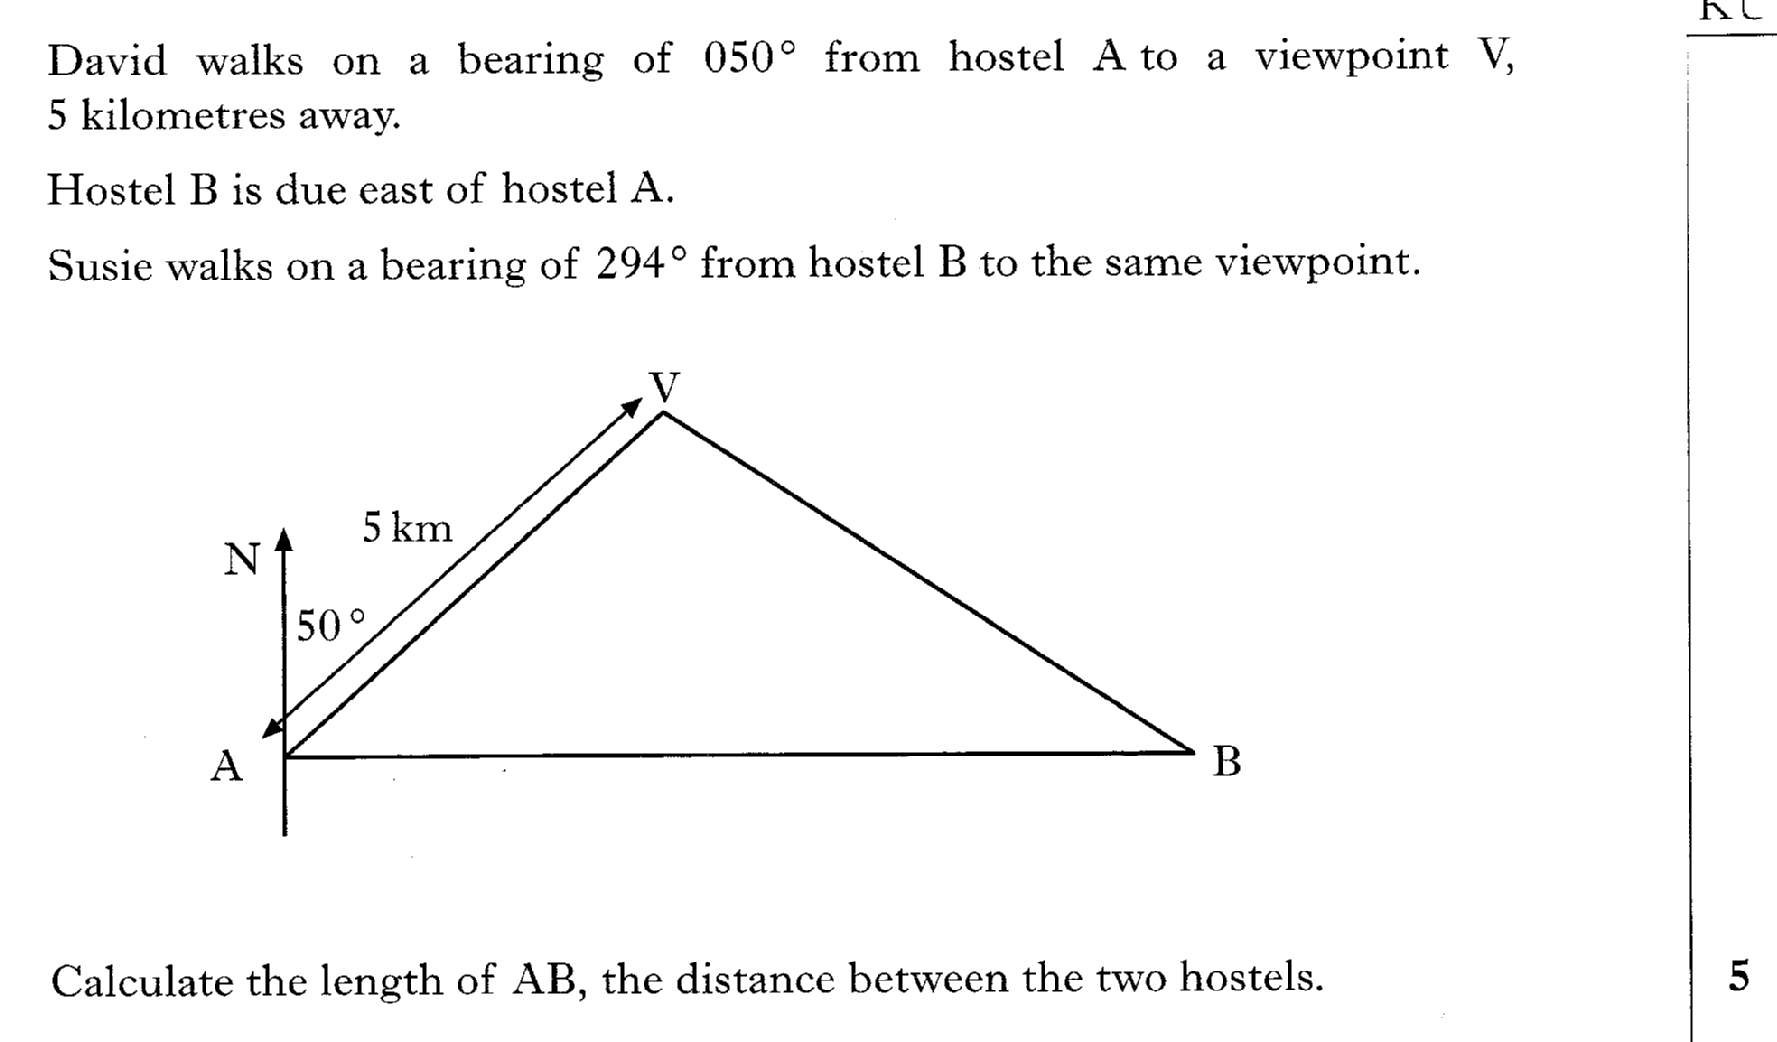 David walks on a bearing of 050° from hostel A to a viewpoint V,
5 kilometres away.
Hostel B is due east of hostel A.
Susie walks on a bearing of 294° from hostel B to the same viewpoint.
V
5 km
N
50°
A
B
Calculate the length of AB, the distance between the two hostels.
5